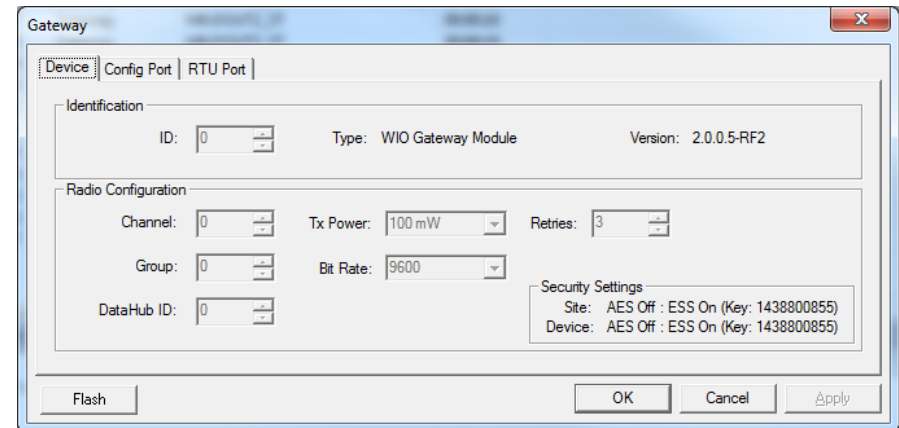 Gateway
Device Config Port RTU Port
Identification
ID: 0 Type: WIO Gateway Module Version: 2.0.0.5-RF2
Radio Configuration
Channel: 0 Tx Power: 100 mW Retries: 3
Group: 0 Bit Rate: 9600
DataHub ID: 0
Security Settings
Site: AES Off : ESS On (Key: 1438800855)
Device: AES Off : ESS On (Key: 1438800855)
Flash OK Cancel Apply